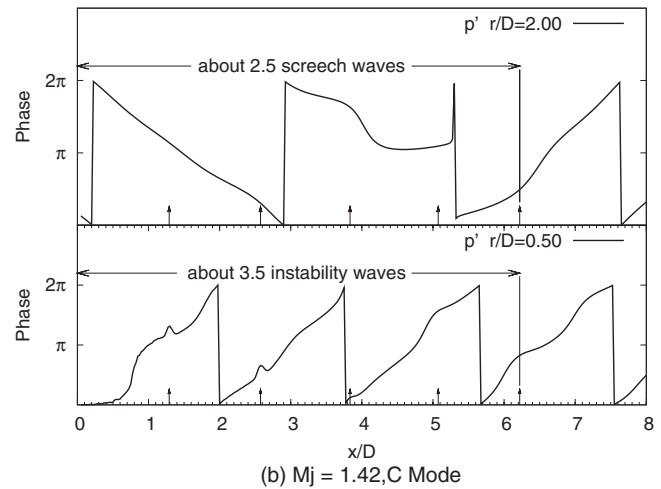 p' r/D=2.00
about 2.5 screech waves
Phase
2π
π
p' r/D=0.50
about 3.5 instability waves
Phase
2π
π
0 1 2 3 4 5 6 7 8
x/D
(b) Mj = 1.42,C Mode